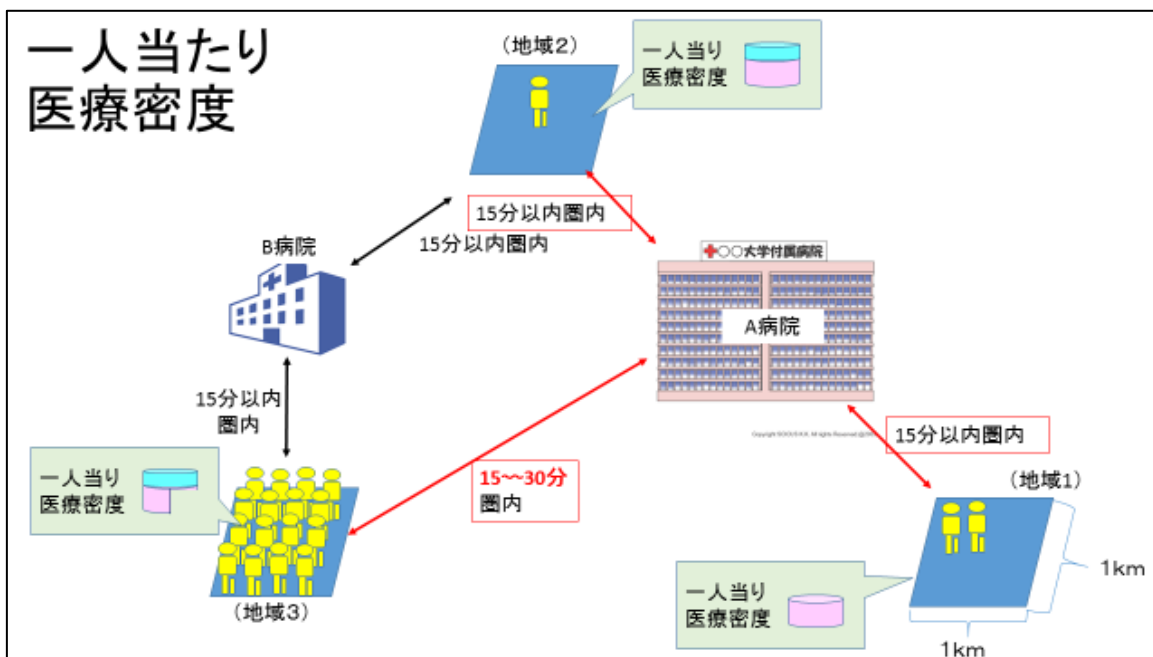 一人当たり
医療密度
（地域2）
一人当り
医療密度
15分以内圏内
15分以内圏内
B病院
○○大学付属病院
A病院
15分以内
圏内
15分以内圏内
一人当り
医療密度
15~~30分
圏内
（地域1）
1km
一人当り
医療密度
（地域3）
1km